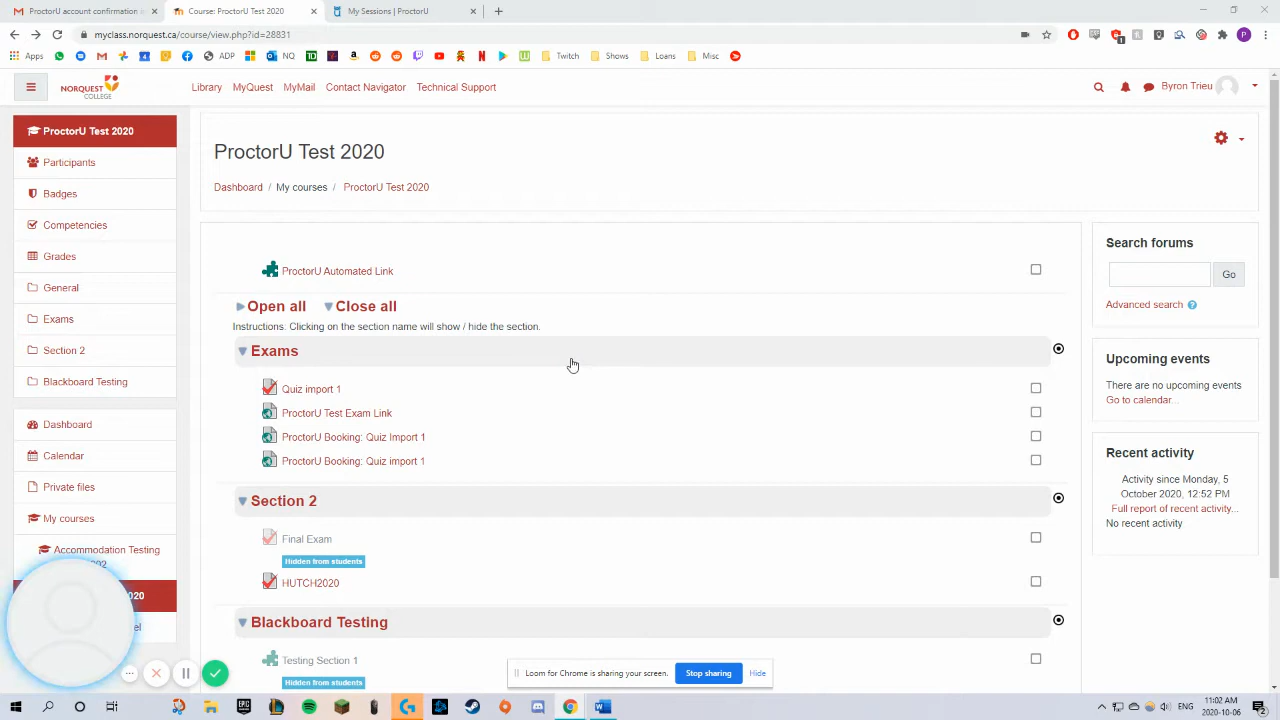 ProctorU account confirmation in
Course: ProctorU Test 2020
My Sessions | ProctorU
myclass.norquest.ca/course/view.php?id=28831
Apps
ADP
NQ
Twitch
Shows
Loans
Misc
P
NORQUEST
COLLEGE
Library
MyQuest
MyMail
Contact Navigator
Technical Support
Byron Trieu
ProctorU Test 2020
Participants
Badges
Competencies
Grades
General
Exams
Section 2
Blackboard Testing
Dashboard
Calendar
Private files
My courses
Accommodation Testing
ProctorU Test 2020
Dashboard / My courses / ProctorU Test 2020
ProctorU Automated Link
Open all
Close all
Instructions: Clicking on the section name will show / hide the section.
Exams
Quiz import 1
ProctorU Test Exam Link
ProctorU Booking: Quiz Import 1
ProctorU Booking: Quiz import 1
Section 2
Final Exam
Hidden from students
HUTCH2020
Blackboard Testing
Testing Section 1
Hidden from students
Search forums
Go
Advanced search
Upcoming events
There are no upcoming events
Go to calendar...
Recent activity
Activity since Monday, 5
October 2020, 12:52 PM
Full report of recent activity...
No recent activity
Loom for Chrome is sharing your screen.
Stop sharing
Hide
EPIC
GAMES
ENG
11:02 AM
2020-10-06
2